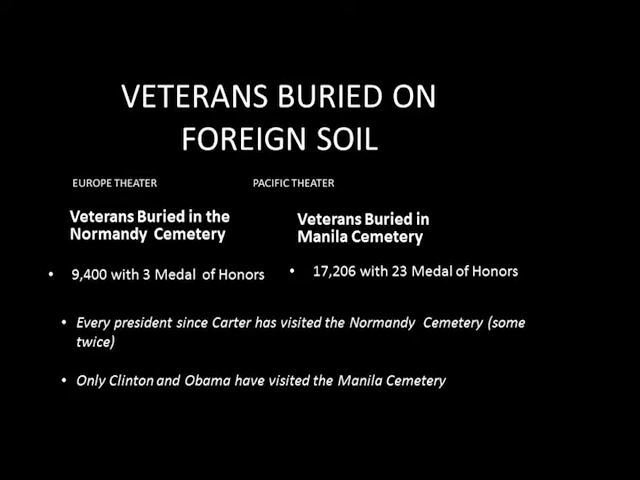 VETERANS BURIED ON
FOREIGN SOIL
EUROPE THEATER
PACIFIC THEATER
Veterans Buried in the
Normandy Cemetery
Veterans Buried in
Manila Cemetery
• 9,400 with 3 Medal of Honors
• 17,206 with 23 Medal of Honors
• Every president since Carter has visited the Normandy Cemetery (some
twice)
• Only Clinton and Obama have visited the Manila Cemetery